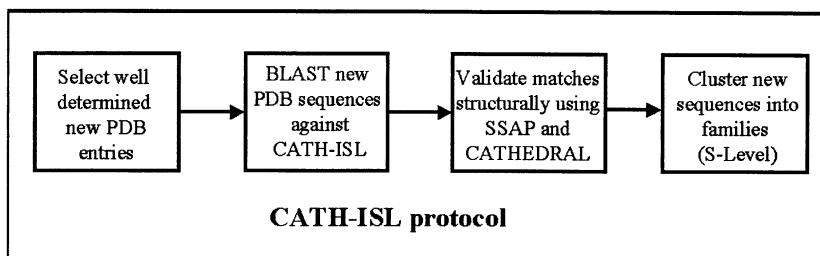 Select well
determined
new PDB
entries
BLAST new
PDB sequences
against
CATH-ISL
Validate matches
structurally using
SSAP and
CATHEDRAL
Cluster new
sequences into
families
(S-Level)
CATH-ISL protocol